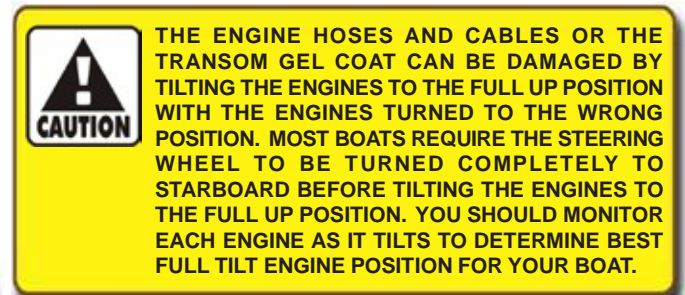 CAUTION
THE ENGINE HOSES AND CABLES OR THE
TRANSOM GEL COAT CAN BE DAMAGED BY
TILTING THE ENGINES TO THE FULL UP POSITION
WITH THE ENGINES TURNED TO THE WRONG
POSITION. MOST BOATS REQUIRE THE STEERING
WHEEL TO BE TURNED COMPLETELY TO
STARBOARD BEFORE TILTING THE ENGINES TO
THE FULL UP POSITION. YOU SHOULD MONITOR
EACH ENGINE AS IT TILTS TO DETERMINE BEST
FULL TILT ENGINE POSITION FOR YOUR BOAT.